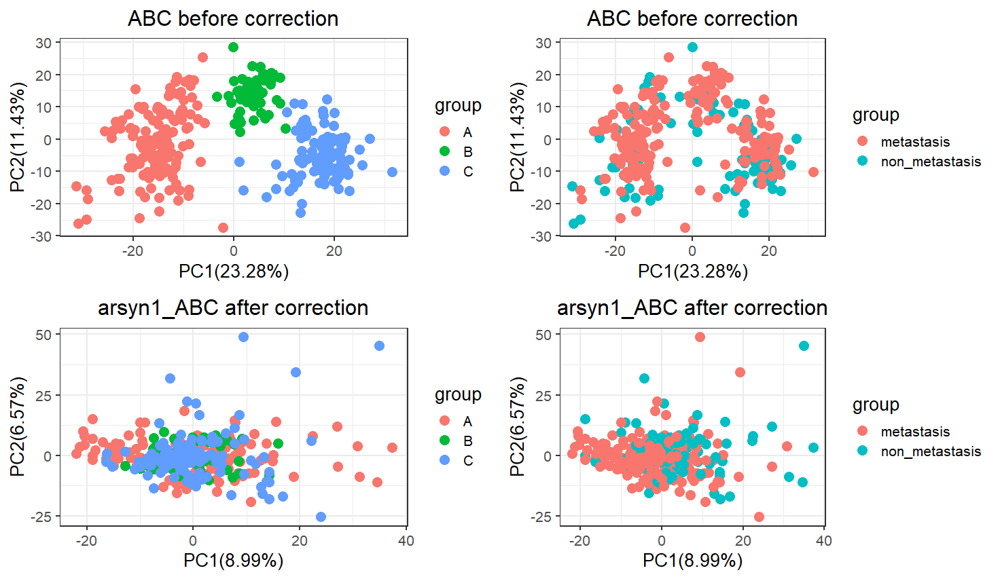 ABC before correction
30
20
10
0
-10
-20
-30
PC2(11.43%)
-20
0
20
PC1(23.28%)
group
A
B
C
ABC before correction
30
20
10
0
-10
-20
-30
PC2(11.43%)
-20
0
20
PC1(23.28%)
group
metastasis
non_metastasis
arsyn1_ABC after correction
50
25
0
-25
PC2(6.57%)
-20
0
20
40
PC1(8.99%)
group
A
B
C
arsyn1_ABC after correction
50
25
0
-25
PC2(6.57%)
-20
0
20
40
PC1(8.99%)
group
metastasis
non_metastasis